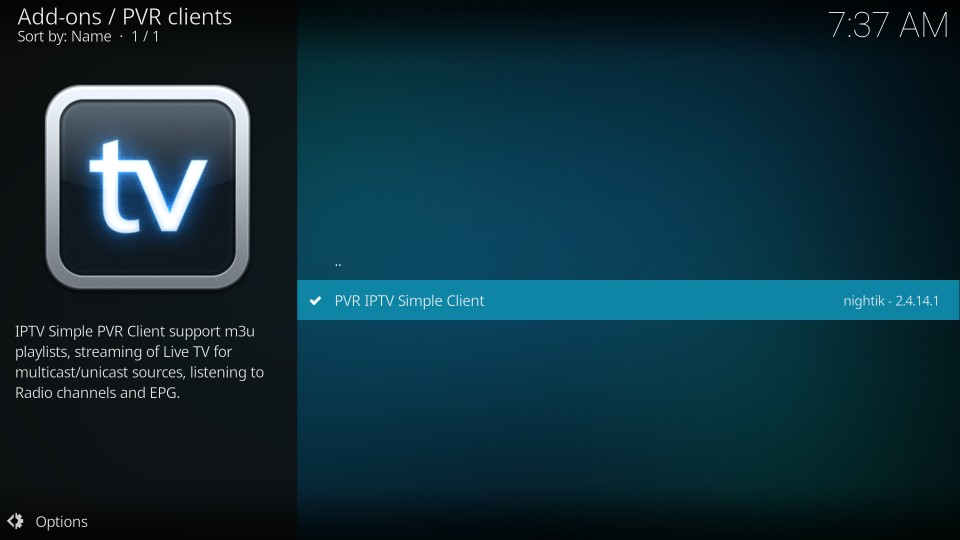 Add-ons / PVR clients
Sort by: Name · 1 / 1
7:37 AM
tv
..
PVR IPTV Simple Client
nightik - 2.4.14.1
IPTV Simple PVR Client support m3u
playlists, streaming of Live TV for
multicast/unicast sources, listening to
Radio channels and EPG.
Options